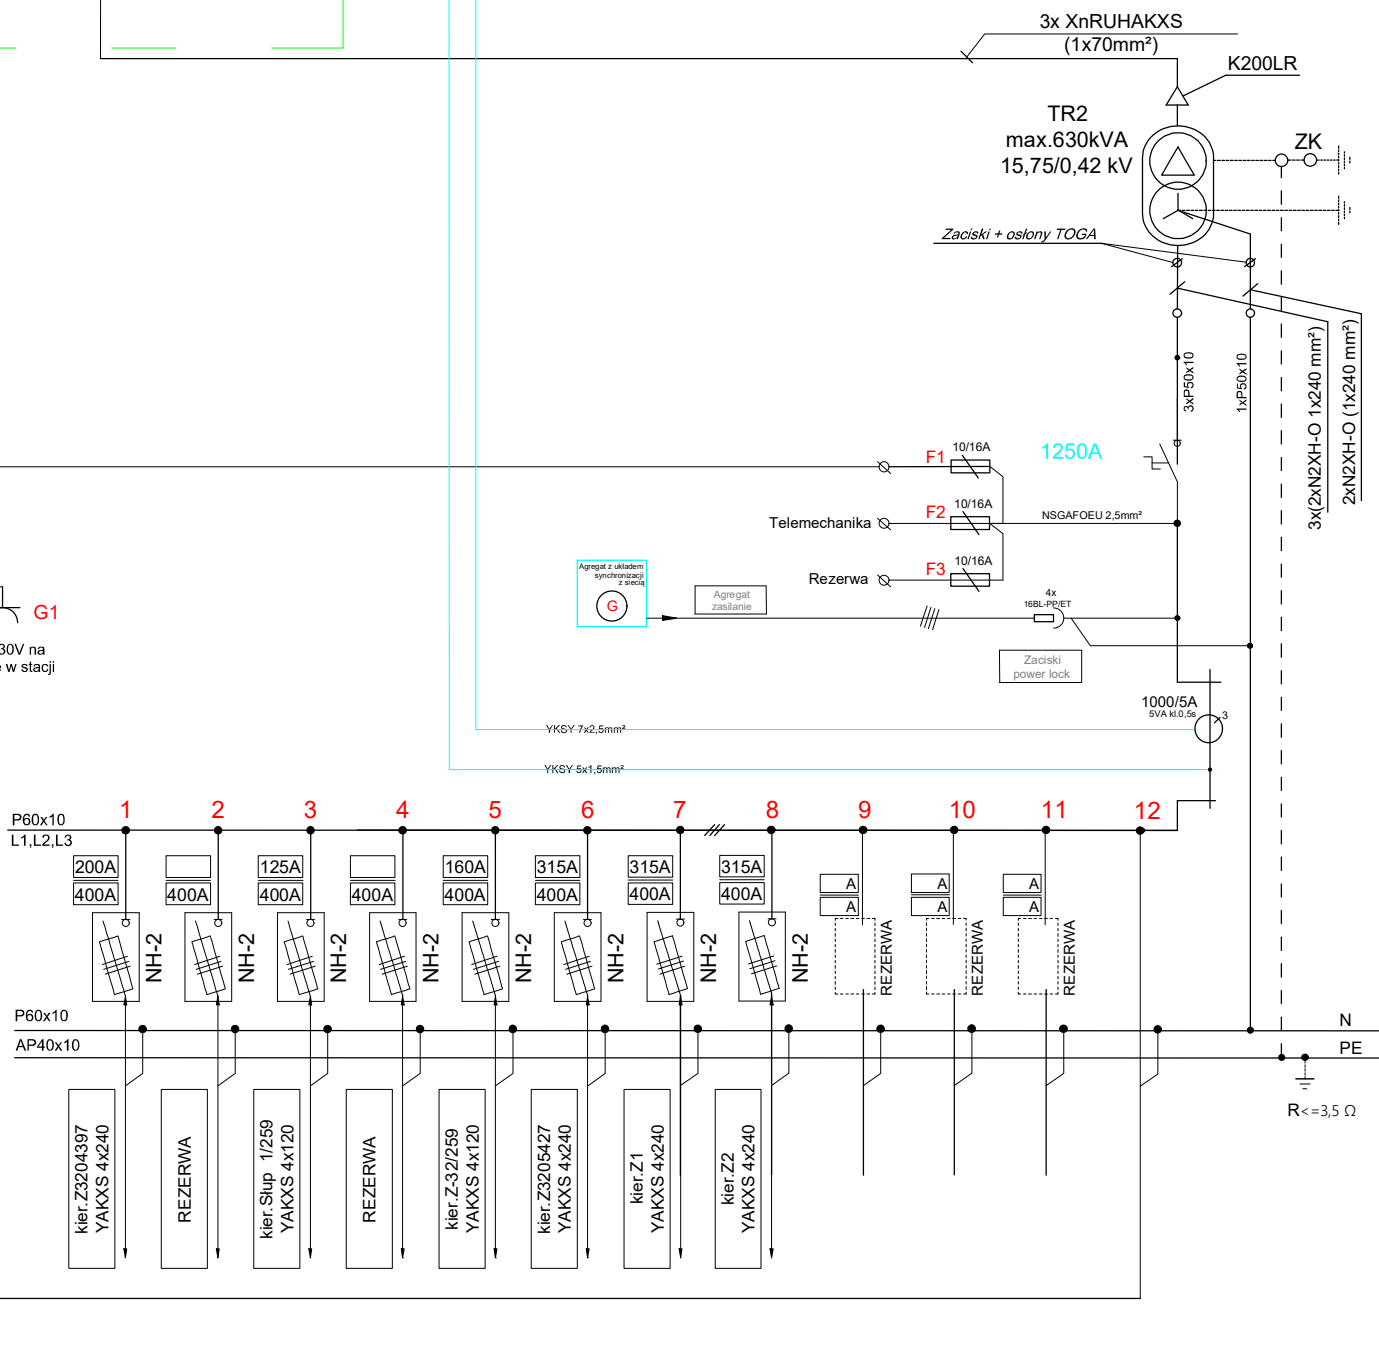 3x XnRUHAKXS
(1x70mm²)
K200LR
TR2
max.630kVA
15,75/0,42 kV
ZK
Zaciski + osłony TOGA
3xP50x10
1xP50x10
3x(2xN2XH-O 1x240 mm²)
2xN2XH-O (1x240 mm²)
1250A
F1
10/16A
F2
10/16A
Telemechanika
NSGAFOEU 2,5mm²
F3
10/16A
Rezerwa
Agregat z układem
synchronizacji
z siecią
G
Agregat
zasilanie
4x
16BL-PP/ET
Zaciski
power lock
G1
30V na
e w stacji
1000/5A
5VA kl.0,5s
3
YKSY 7x2,5mm²
YKSY 5x1,5mm²
P60x10
L1,L2,L3
1
2
3
4
5
6
7
8
9
10
11
12
200A
400A
400A
125A
400A
400A
160A
400A
315A
400A
315A
400A
315A
400A
A
A
A
A
A
A
NH-2
NH-2
NH-2
NH-2
NH-2
NH-2
NH-2
NH-2
REZERWA
REZERWA
REZERWA
P60x10
N
AP40x10
PE
R<=3,5 Ω
kier.Z3204397
YAKXS 4x240
REZERWA
kier.Słup 1/259
YAKXS 4x120
REZERWA
kier.Z-32/259
YAKXS 4x120
kier.Z3205427
YAKXS 4x240
kier.Z1
YAKXS 4x240
kier.Z2
YAKXS 4x240